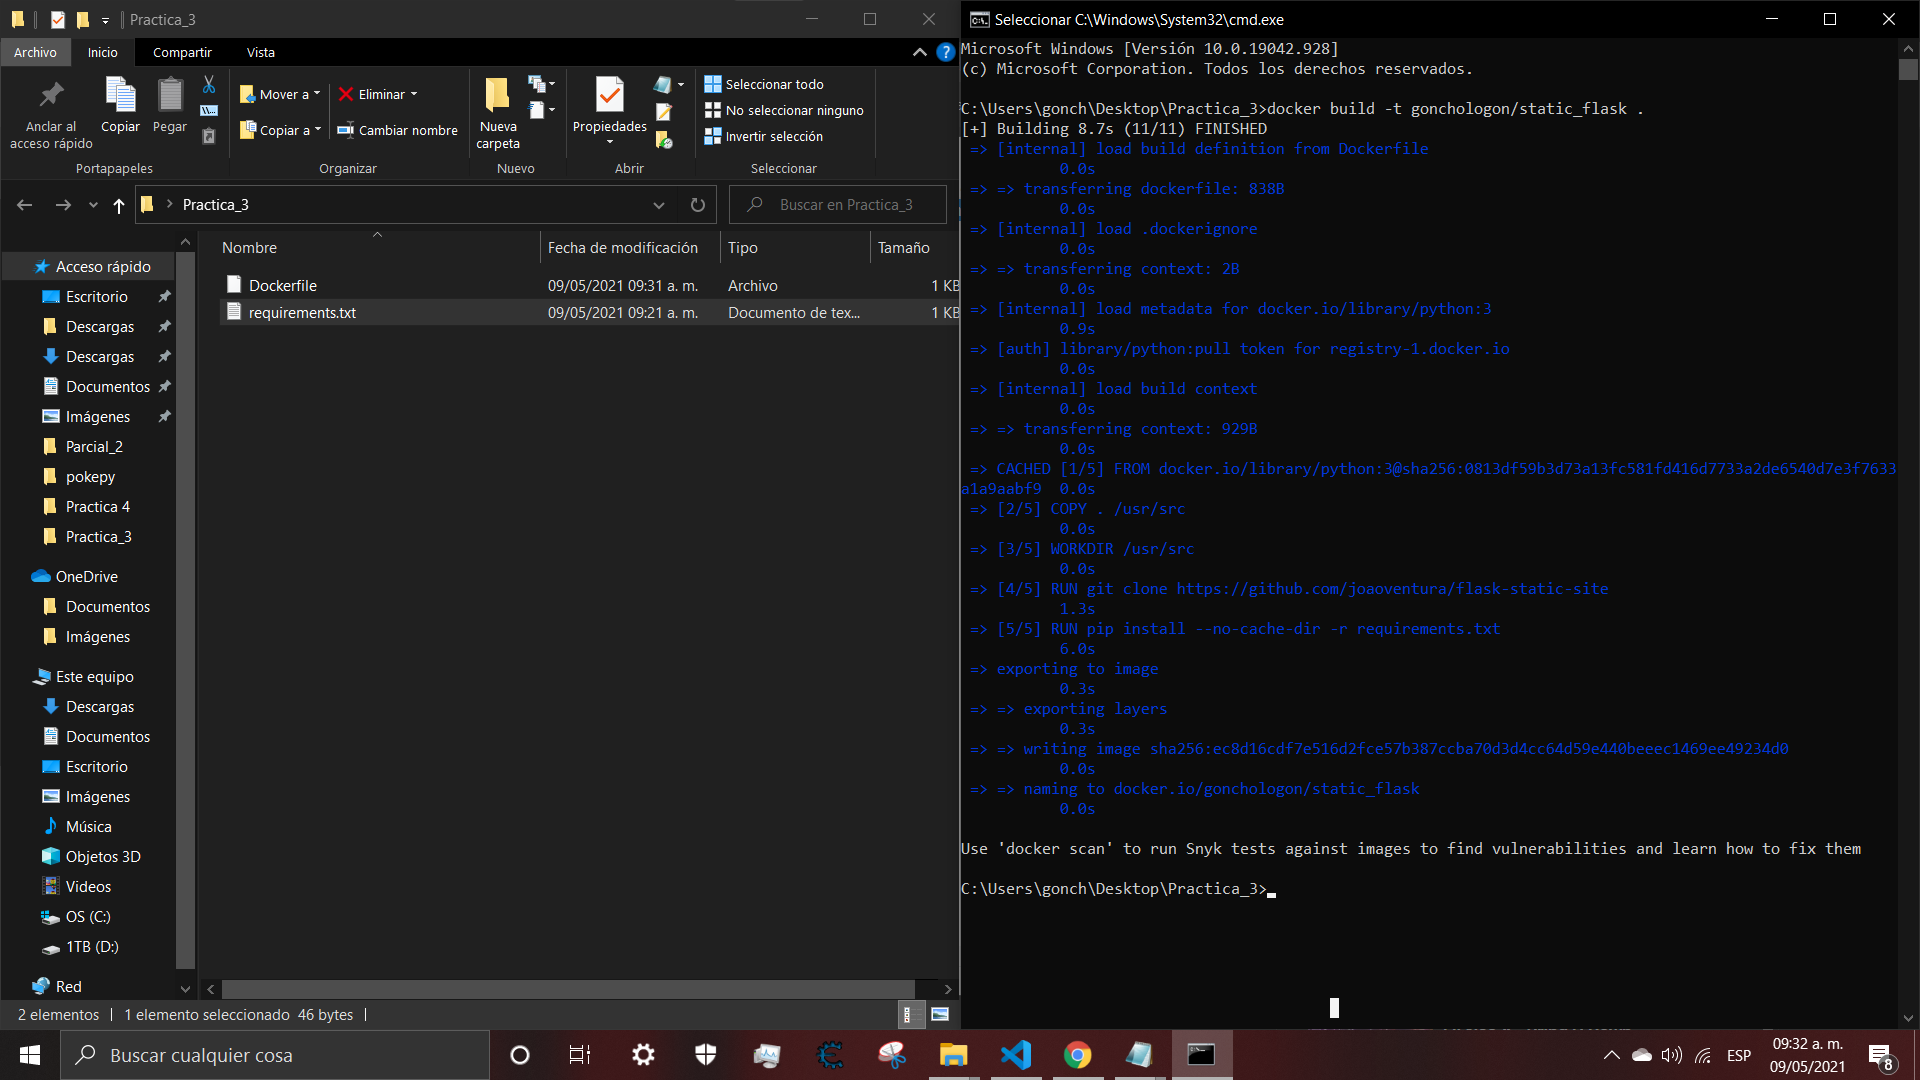 Practica_3
Archivo
Inicio
Compartir
Vista
Anclar al
acceso rápido
Copiar
Pegar
Mover a
Copiar a
Eliminar
Cambiar nombre
Nueva
carpeta
Propiedades
Seleccionar todo
No seleccionar ninguno
Invertir selección
Portapapeles
Organizar
Nuevo
Abrir
Seleccionar
Practica_3
Buscar en Practica_3
Nombre
Fecha de modificación
Tipo
Tamaño
Dockerfile
09/05/2021 09:31 a. m.
Archivo
1 KB
requirements.txt
09/05/2021 09:21 a. m.
Documento de tex...
1 KB
Acceso rápido
Escritorio
Descargas
Descargas
Documentos
Imágenes
Parcial_2
pokepy
Practica 4
Practica_3
OneDrive
Documentos
Imágenes
Este equipo
Descargas
Documentos
Escritorio
Imágenes
Música
Objetos 3D
Videos
OS (C:)
1TB (D:)
Red
2 elementos
1 elemento seleccionado 46 bytes
Seleccionar C:\Windows\System32\cmd.exe
Microsoft Windows [Versión 10.0.19042.928]
(c) Microsoft Corporation. Todos los derechos reservados.
C:\Users\gonch\Desktop\Practica_3>docker build -t gonchologon/static_flask .
[+] Building 8.7s (11/11) FINISHED
=> [internal] load build definition from Dockerfile
0.0s
=> => transferring dockerfile: 838B
0.0s
=> [internal] load .dockerignore
0.0s
=> => transferring context: 2B
0.0s
=> [internal] load metadata for docker.io/library/python:3
0.9s
=> [auth] library/python:pull token for registry-1.docker.io
0.0s
=> [internal] load build context
0.0s
=> => transferring context: 929B
0.0s
=> CACHED [1/5] FROM docker.io/library/python:3@sha256:0813df59b3d73a13fc581fd416d7733a2de6540d7e3f7633
a1a9aabf9 0.0s
=> [2/5] COPY . /usr/src
0.0s
=> [3/5] WORKDIR /usr/src
0.0s
=> [4/5] RUN git clone https://github.com/joaoventura/flask-static-site
1.3s
=> [5/5] RUN pip install --no-cache-dir -r requirements.txt
6.0s
=> exporting to image
0.3s
=> => exporting layers
0.3s
=> => writing image sha256:ec8d16cdf7e516d2fce57b387ccba70d3d4cc64d59e440beeec1469ee49234d0
0.0s
=> => naming to docker.io/gonchologon/static_flask
0.0s
Use 'docker scan' to run Snyk tests against images to find vulnerabilities and learn how to fix them
C:\Users\gonch\Desktop\Practica_3>
Buscar cualquier cosa
ESP
09:32 a. m.
09/05/2021
8